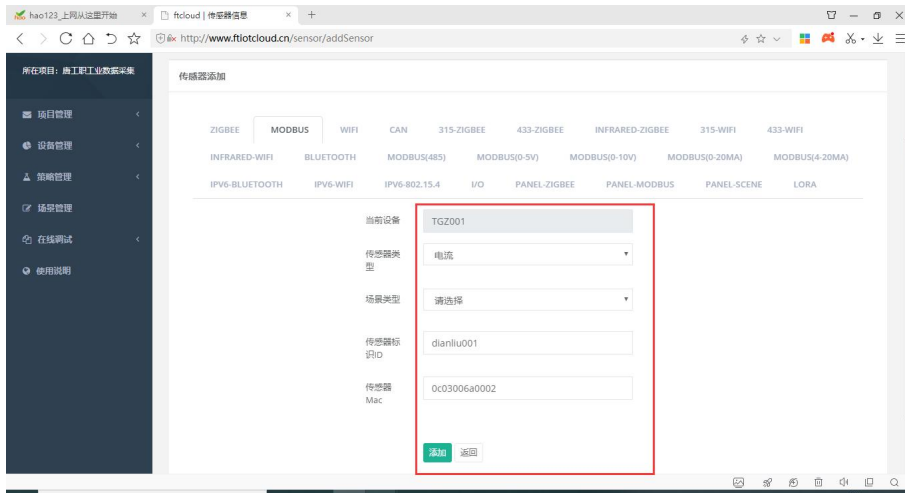 hao123_上网从这里开始 ftcloud | 传感器信息
http://www.ftiotcloud.cn/sensor/addSensor
所在项目：唐工职工业数据采集
传感器添加
项目管理
设备管理
策略管理
场景管理
在线调试
使用说明
ZIGBEE MODBUS WIFI CAN 315-ZIGBEE 433-ZIGBEE INFRARED-ZIGBEE 315-WIFI 433-WIFI
INFRARED-WIFI BLUETOOTH MODBUS(485) MODBUS(0-5V) MODBUS(0-10V) MODBUS(0-20MA) MODBUS(4-20MA)
IPV6-BLUETOOTH IPV6-WIFI IPV6-802.15.4 I/O PANEL-ZIGBEE PANEL-MODBUS PANEL-SCENE LORA
当前设备 TGZ001
传感器类
型
电流
场景类型 请选择
传感器标
识ID
dianliu001
传感器
Mac
0c03006a0002
添加 返回